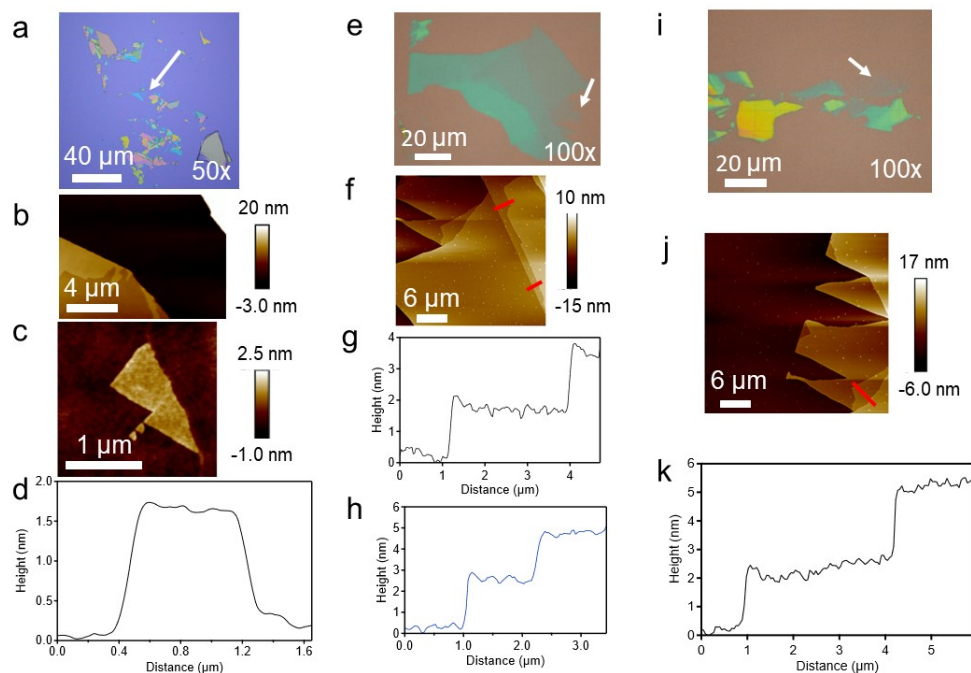 a
40 µm
50x
b
20 nm
4 µm
-3.0 nm
c
2.5 nm
1 µm
-1.0 nm
d
2.0
1.5
1.0
0.4
0.0
Height (nm)
0.0 0.4 0.8 1.2 1.6
Distance (µm)
e
20 µm
100x
f
10 nm
6 µm
-15 nm
g
4
3
2
1
0
Height (nm)
0 1 2 3 4
Distance (µm)
h
6
5
4
3
2
1
0
Height (nm)
0 1 2 3
Distance (µm)
i
20 µm
100x
j
17 nm
6 µm
-6.0 nm
k
6
5
4
3
2
1
0
Height (nm)
0 1 2 3 4 5
Distance (µm)